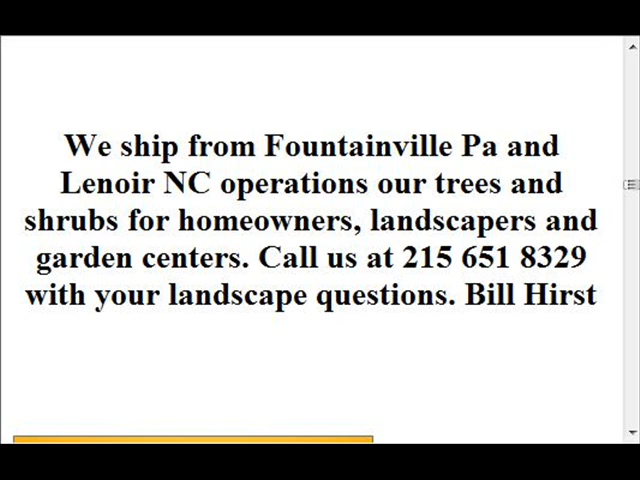 We ship from Fountainville Pa and
Lenoir NC operations our trees and
shrubs for homeowners, landscapers and
garden centers. Call us at 215 651 8329
with your landscape questions. Bill Hirst